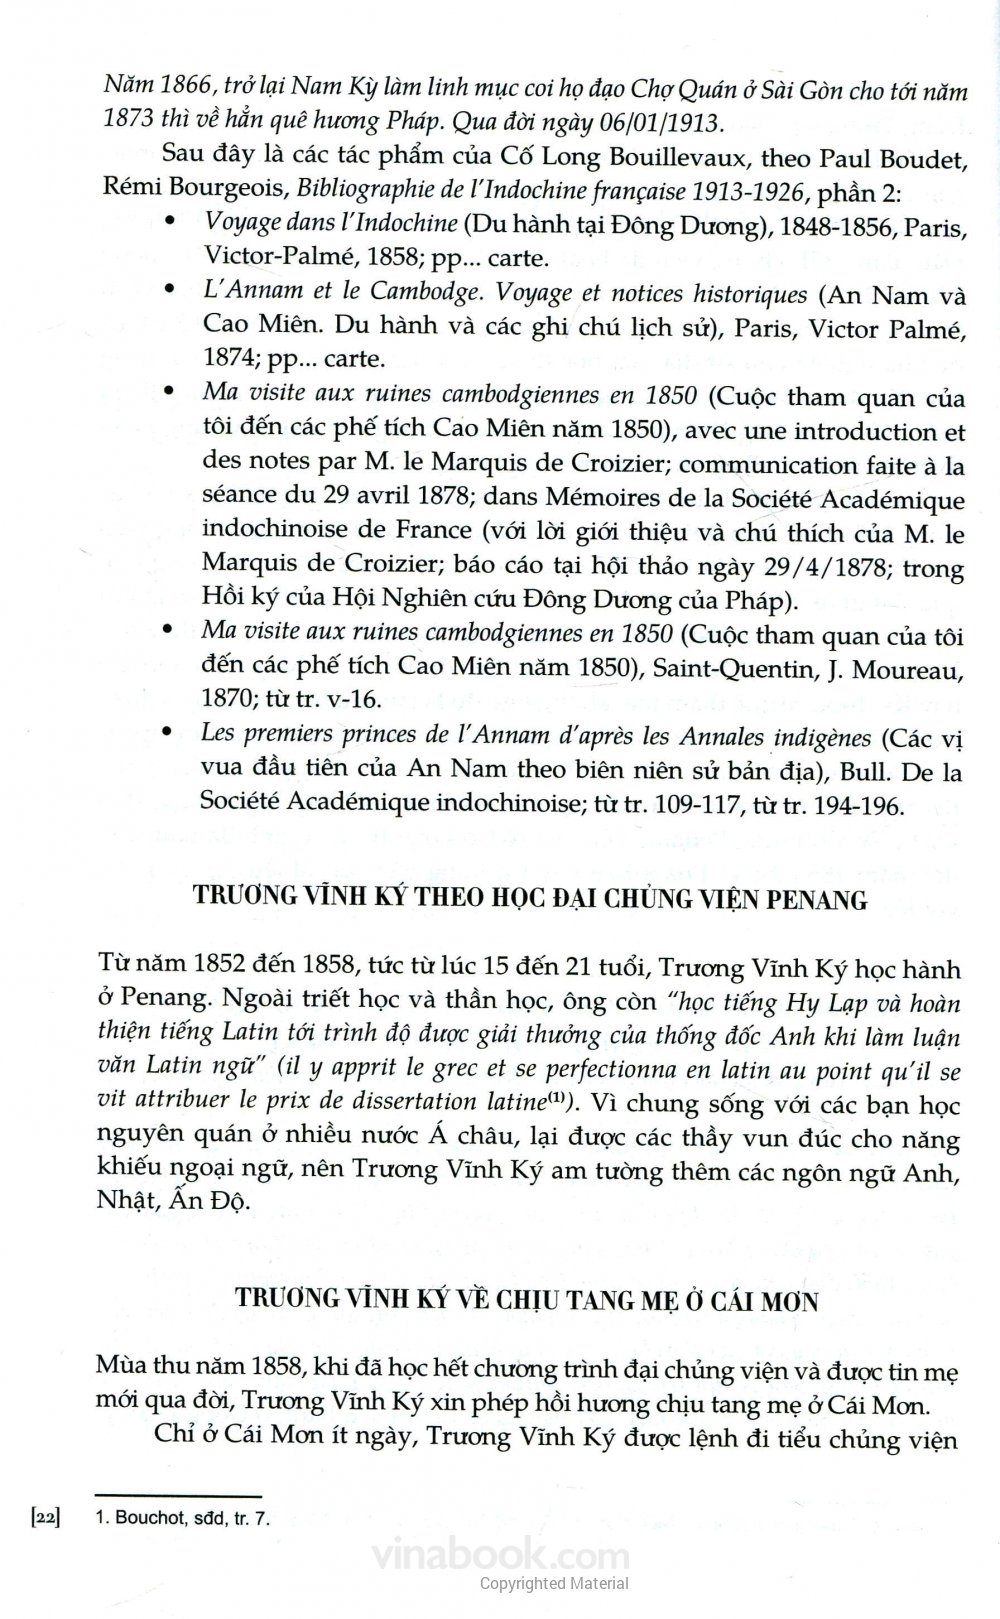 Năm 1866, trở lại Nam Kỳ làm linh mục coi họ đạo Chợ Quán ở Sài Gòn cho tới năm
1873 thì về hẳn quê hương Pháp. Qua đời ngày 06/01/1913.
Sau đây là các tác phẩm của Cố Long Bouillevaux, theo Paul Boudet,
Rémi Bourgeois, Bibliographie de l'Indochine française 1913-1926, phần 2:
• Voyage dans l'Indochine (Du hành tại Đông Dương), 1848-1856, Paris,
Victor-Palmé, 1858; pp... carte.
• L'Annam et le Cambodge. Voyage et notices historiques (An Nam và
Cao Miên. Du hành và các ghi chú lịch sử), Paris, Victor Palmé,
1874; pp... carte.
• Ma visite aux ruines cambodgiennes en 1850 (Cuộc tham quan của
tôi đến các phế tích Cao Miên năm 1850), avec une introduction et
des notes par M. le Marquis de Croizier; communication faite à la
séance du 29 avril 1878; dans Mémoires de la Société Académique
indochinoise de France (với lời giới thiệu và chú thích của M. le
Marquis de Croizier; báo cáo tại hội thảo ngày 29/4/1878; trong
Hồi ký của Hội Nghiên cứu Đông Dương của Pháp).
• Ma visite aux ruines cambodgiennes en 1850 (Cuộc tham quan của tôi
đến các phế tích Cao Miên năm 1850), Saint-Quentin, J. Moureau,
1870; từ tr. v-16.
• Les premiers princes de l'Annam d'après les Annales indigènes (Các vị
vua đầu tiên của An Nam theo biên niên sử bản địa), Bull. De la
Société Académique indochinoise; từ tr. 109-117, từ tr. 194-196.
TRƯƠNG VĨNH KÝ THEO HỌC ĐẠI CHỦNG VIỆN PENANG
Từ năm 1852 đến 1858, tức từ lúc 15 đến 21 tuổi, Trương Vĩnh Ký học hành
ở Penang. Ngoài triết học và thần học, ông còn "học tiếng Hy Lạp và hoàn
thiện tiếng Latin tới trình độ được giải thưởng của thống đốc Anh khi làm luận
văn Latin ngữ" (il y apprit le grec et se perfectionna en latin au point qu'il se
vit attribuer le prix de dissertation latine(1)). Vì chung sống với các bạn học
nguyên quán ở nhiều nước Á châu, lại được các thầy vun đúc cho năng
khiếu ngoại ngữ, nên Trương Vĩnh Ký am tường thêm các ngôn ngữ Anh,
Nhật, Ấn Độ.
TRƯƠNG VĨNH KÝ VỀ CHỊU TANG MẸ Ở CÁI MƠN
Mùa thu năm 1858, khi đã học hết chương trình đại chủng viện và được tin mẹ
mới qua đời, Trương Vĩnh Ký xin phép hồi hương chịu tang mẹ ở Cái Mơn.
Chỉ ở Cái Mơn ít ngày, Trương Vĩnh Ký được lệnh đi tiểu chủng viện
[22] 1. Bouchot, sđd, tr. 7.
vinabook.com
Copyrighted Material